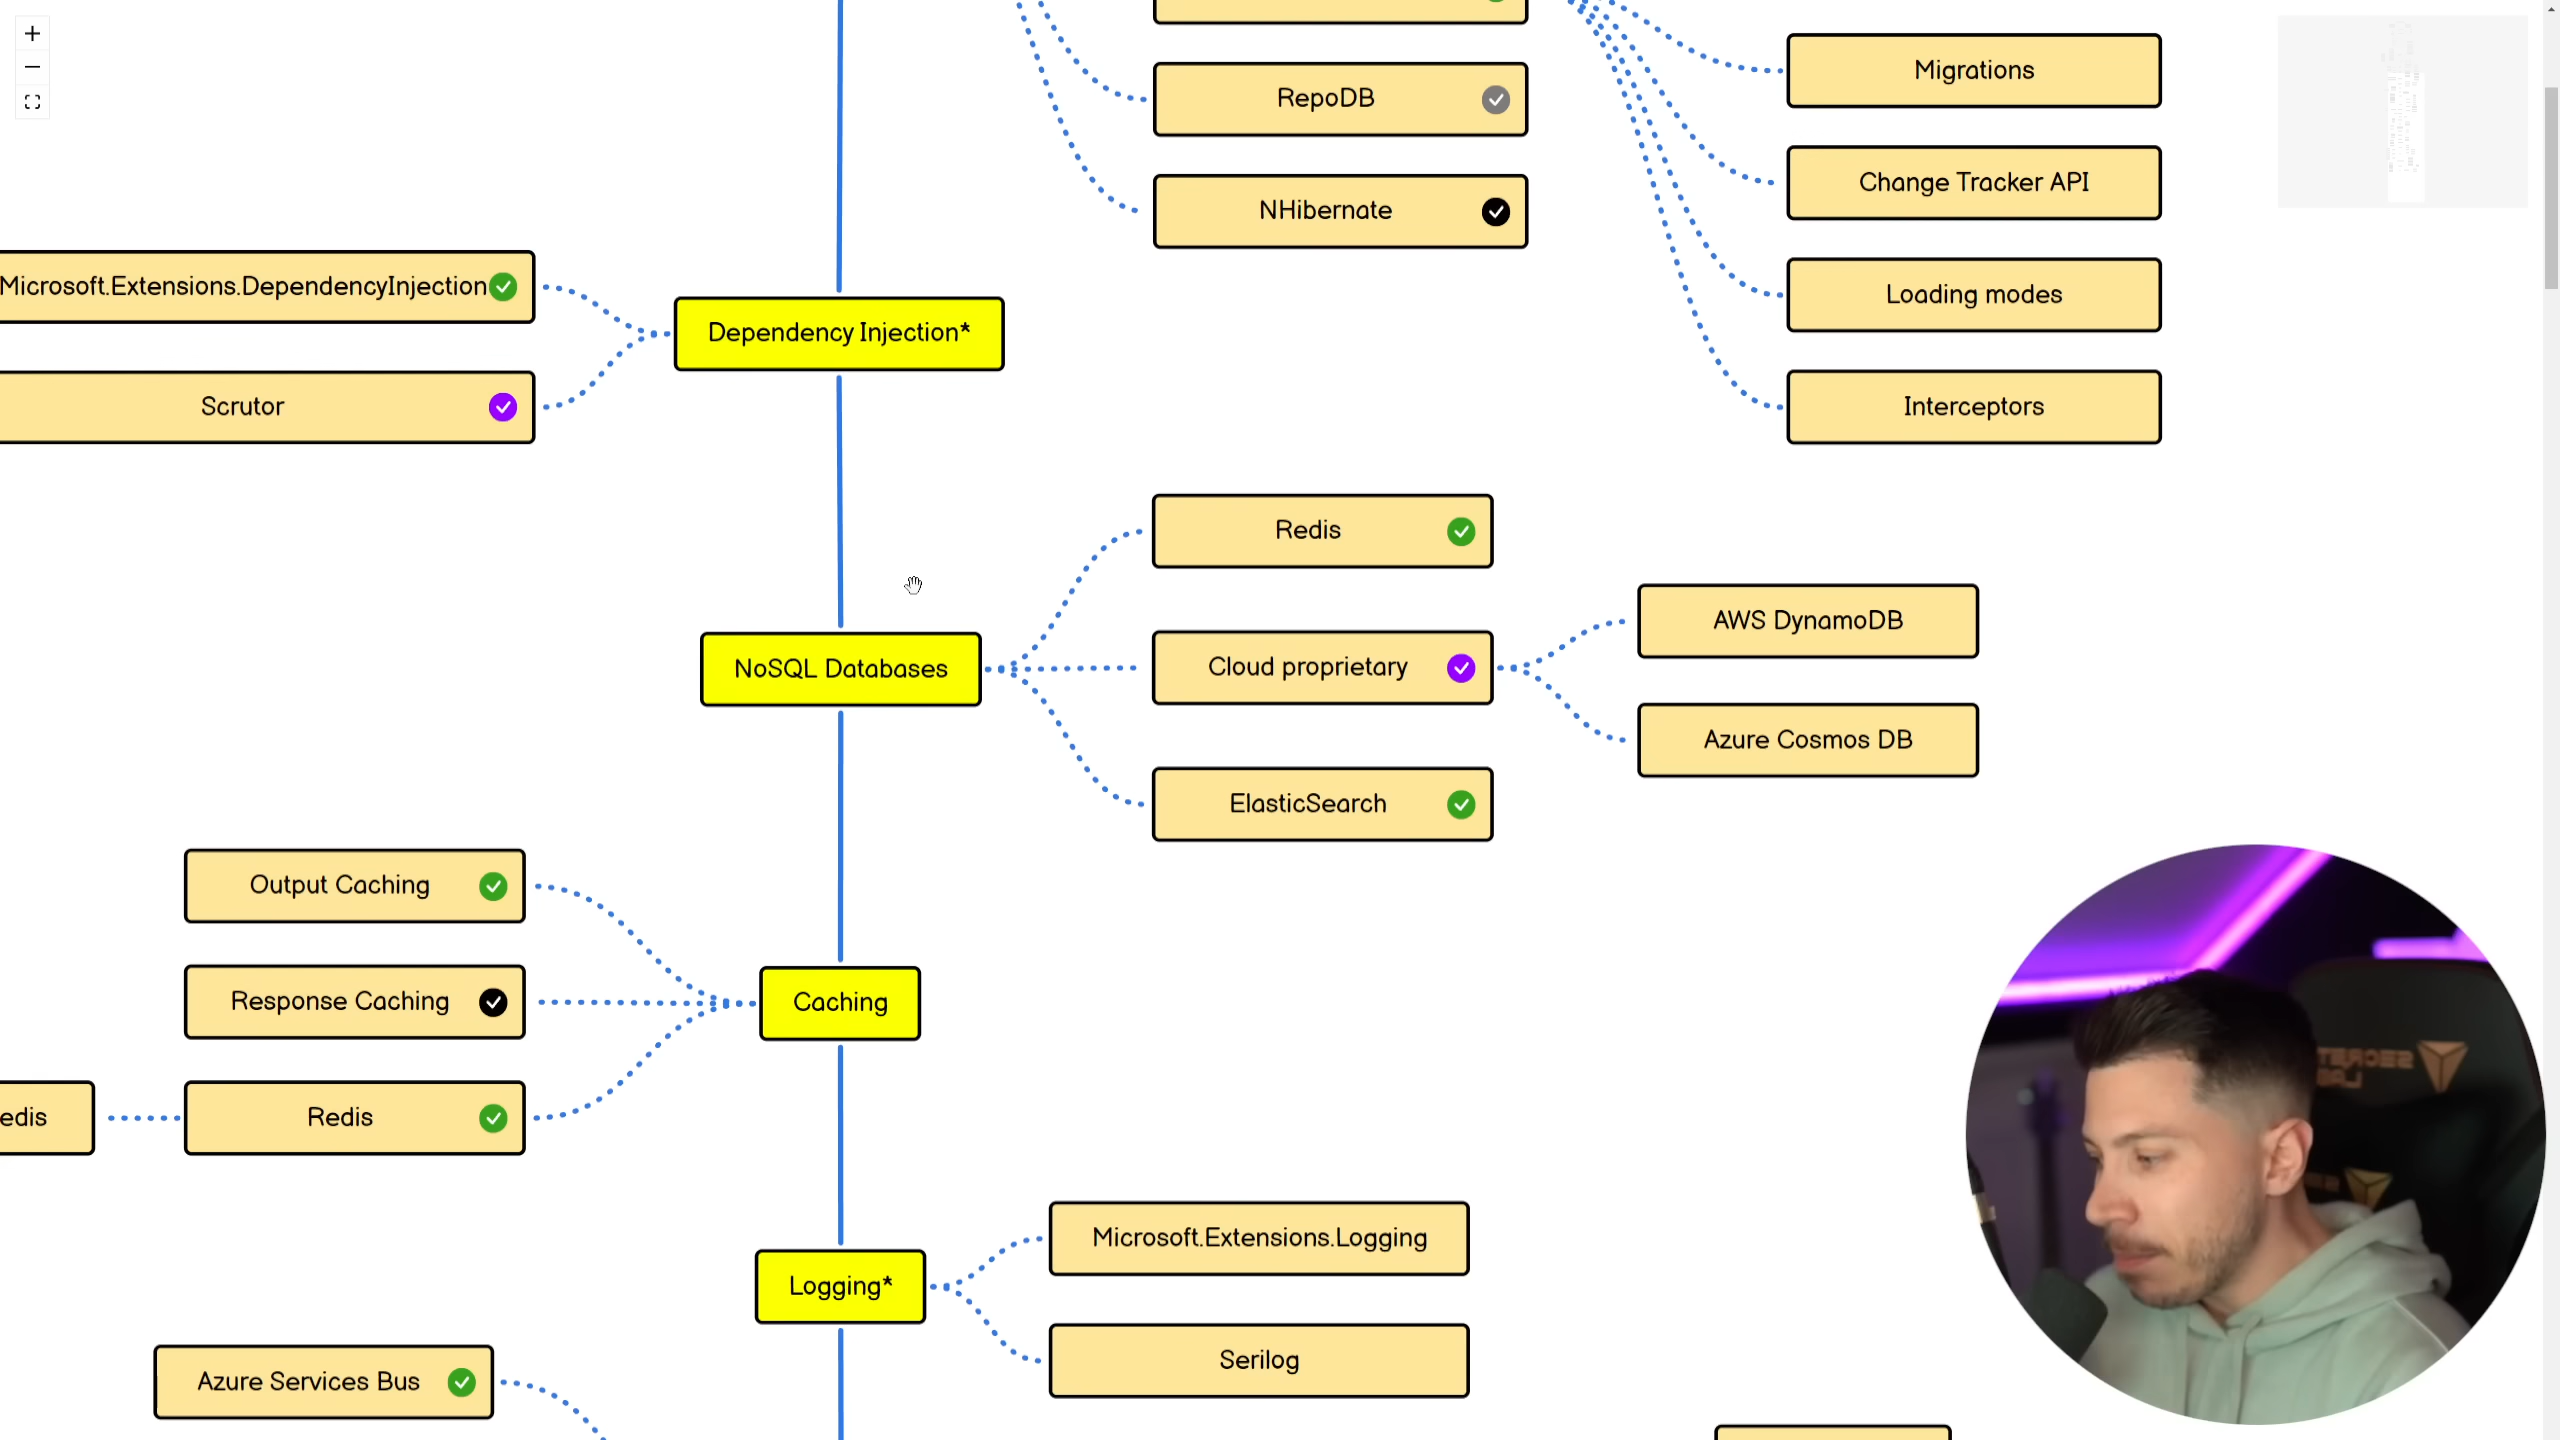 Migrations
RepoDB
Change Tracker API
NHibernate
Microsoft.Extensions.DependencyInjection
Loading modes
Dependency Injection*
Scrutor
Interceptors
Redis
AWS DynamoDB
NoSQL Databases
Cloud proprietary
Azure Cosmos DB
ElasticSearch
Output Caching
Response Caching
Caching
edis
Redis
Microsoft.Extensions.Logging
Logging*
Serilog
Azure Services Bus